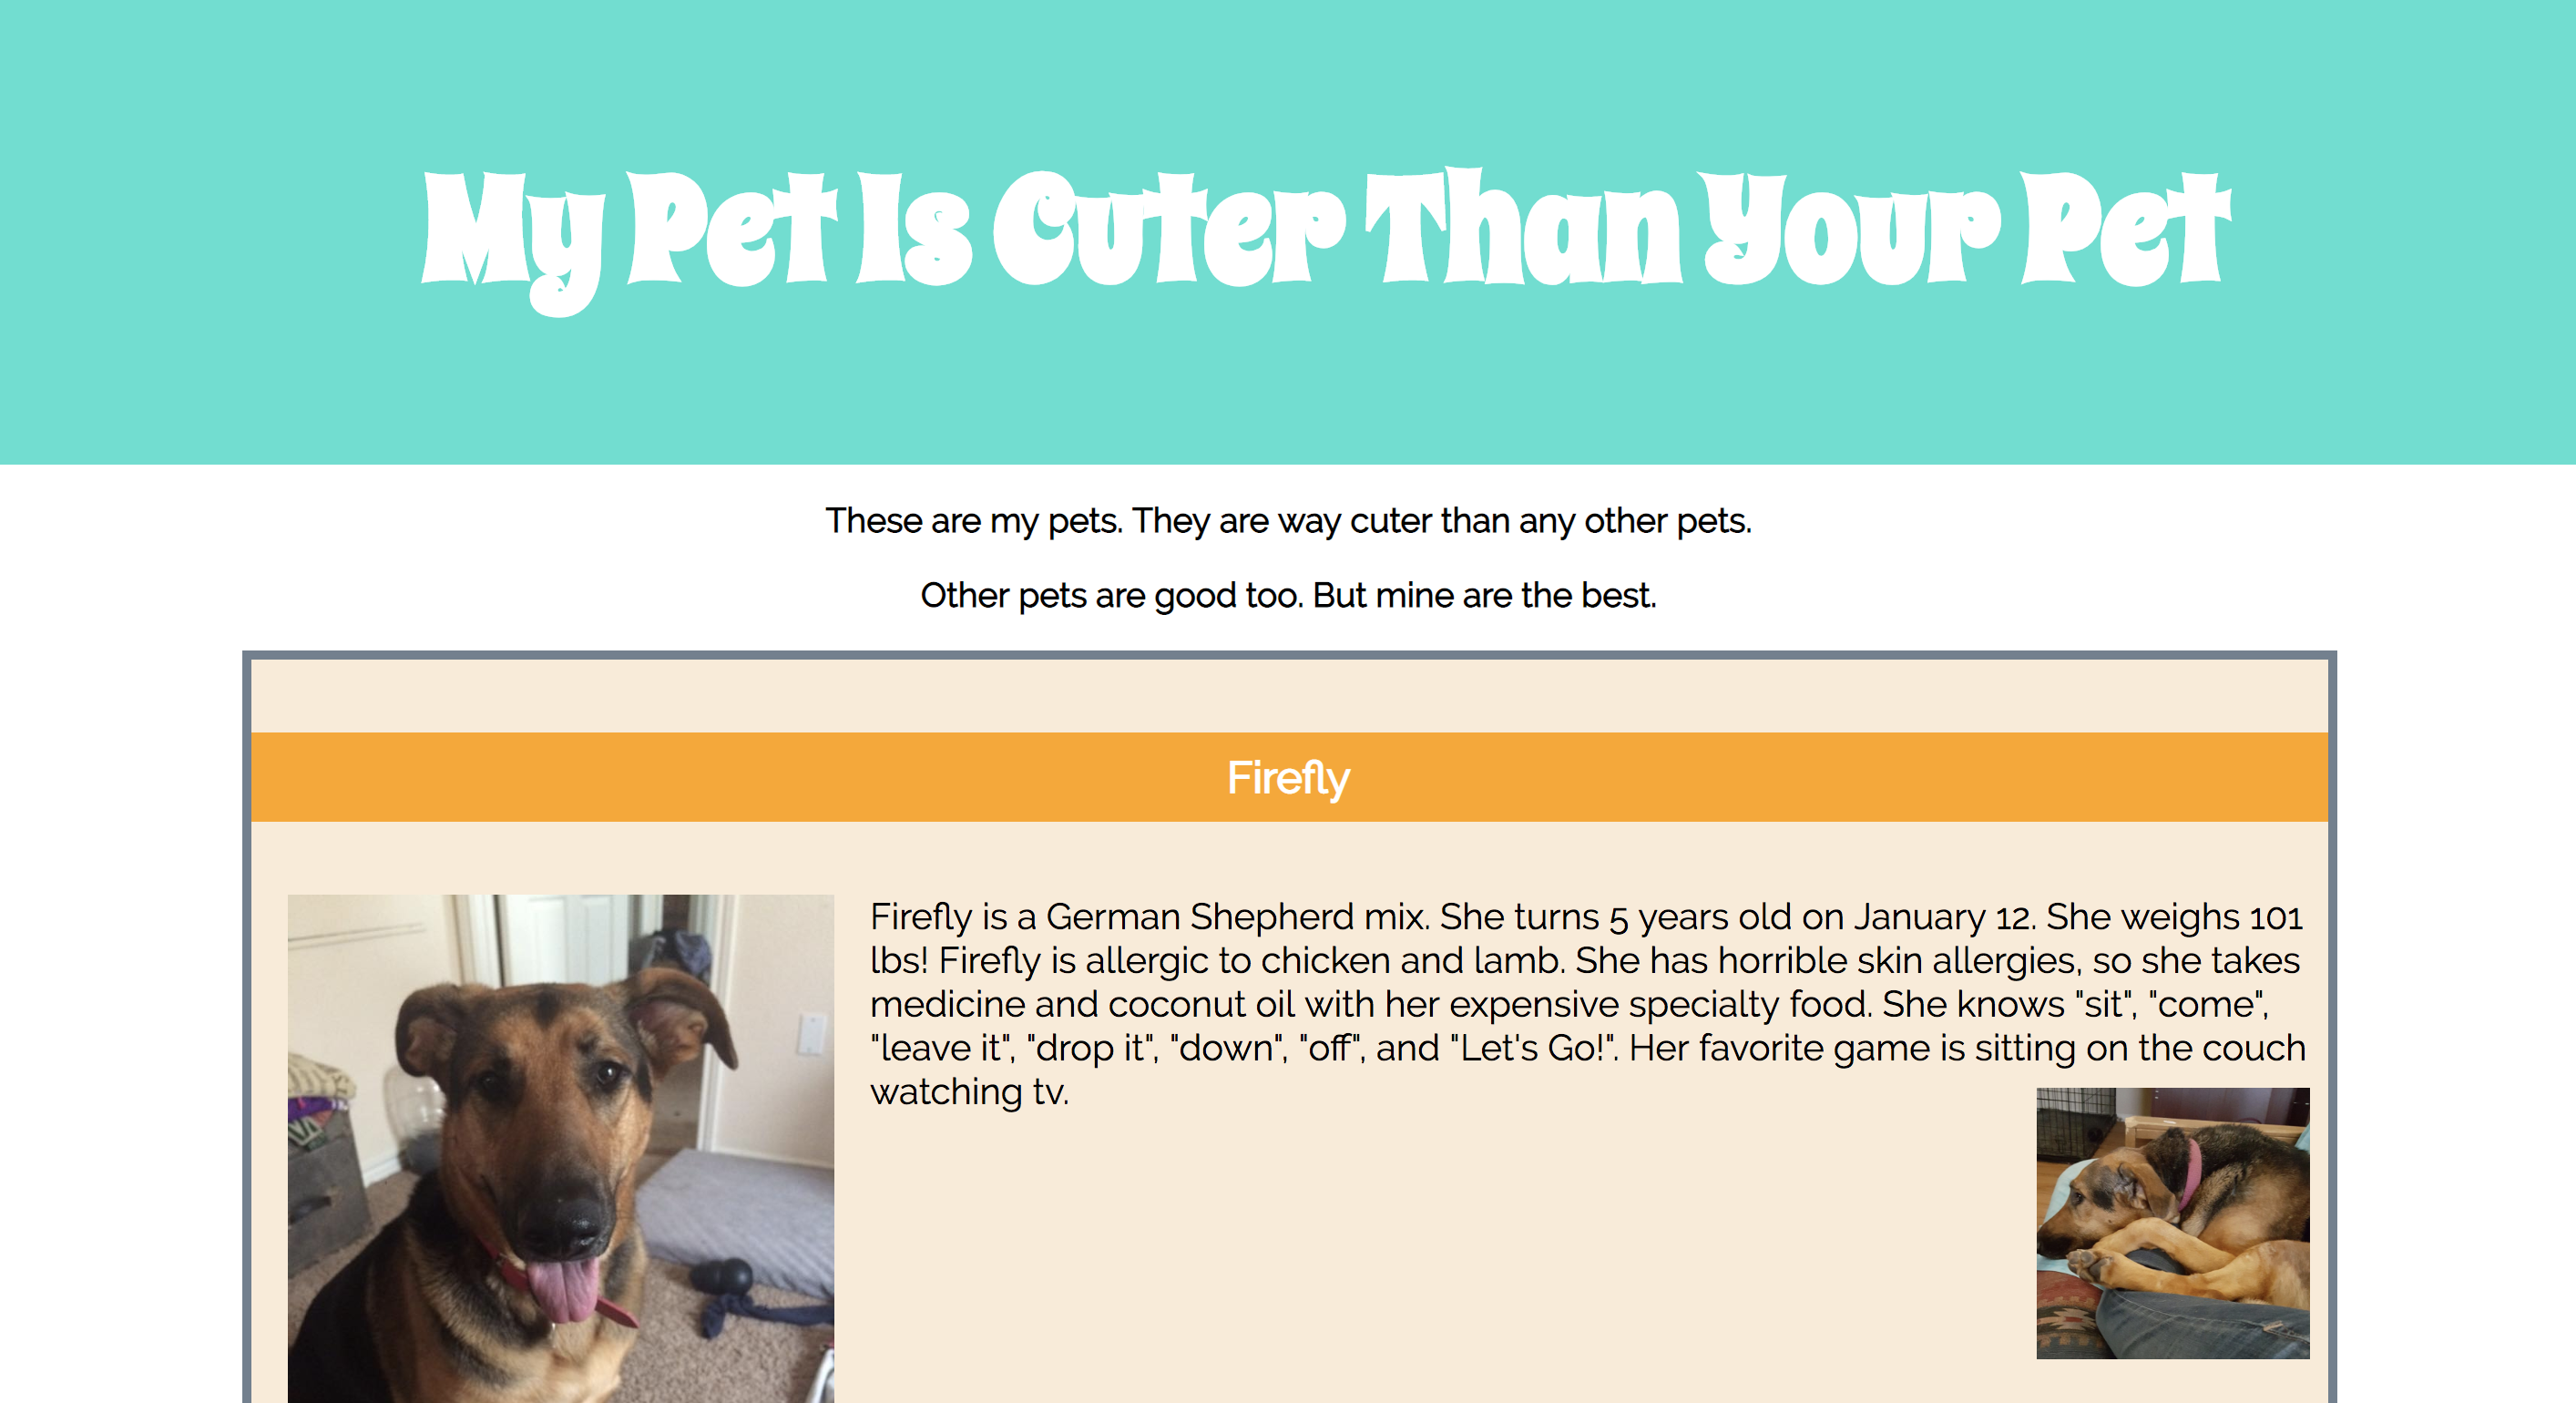 My Pet Is Cuter Than Your Pet
These are my pets. They are way cuter than any other pets.
Other pets are good too. But mine are the best.
Firefly
Firefly is a German Shepherd mix. She turns 5 years old on January 12. She weighs 101
lbs! Firefly is allergic to chicken and lamb. She has horrible skin allergies, so she takes
medicine and coconut oil with her expensive specialty food. She knows "sit", "come",
"leave it", "drop it", "down", "off", and "Let's Go!". Her favorite game is sitting on the couch
watching tv.